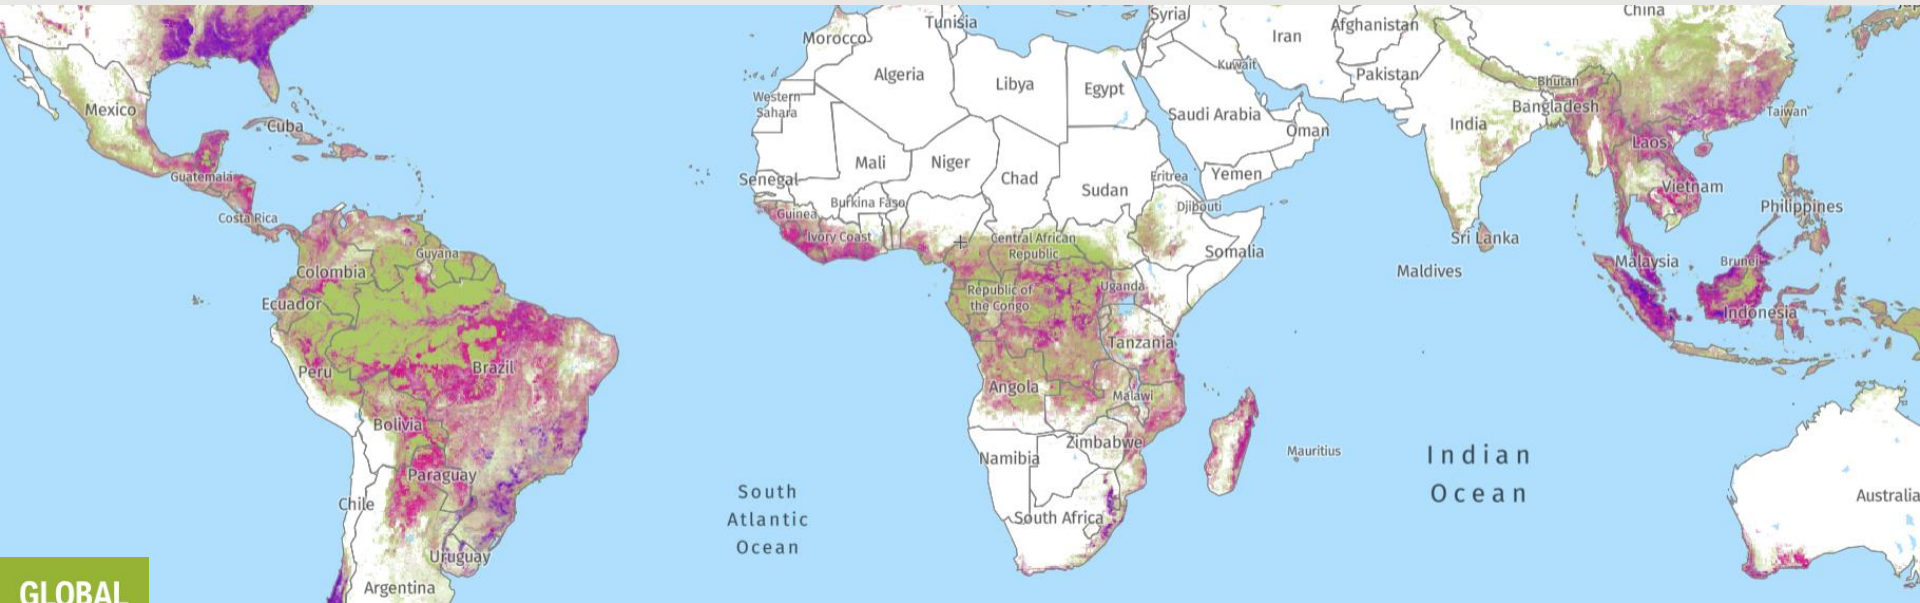 China
Tunisia
Syria
Afghanistan
Morocco
Iran
Algeria
Kuwait
Pakistan
Libya
Egypt
Bhutan
Mexico
Western
Sahara
Saudi Arabia
Bangladesh
Taiwan
Cuba
Oman
India
Laos
Mali
Niger
Guatemala
Senegal
Chad
Sudan
Eritrea
Yemen
Vietnam
Burkina Faso
Djibouti
Philippines
Costa Rica
Guinea
Ivory Coast
Central African
Republic
Sri Lanka
Guyana
Somalia
Colombia
Maldives
Malaysia
Brunei
Ecuador
Republic of
the Congo
Uganda
Indonesia
Tanzania
Peru
Brazil
Angola
Malawi
Bolivia
Zimbabwe
Mauritius
Namibia
Indian
Ocean
Paraguay
South
Atlantic
Ocean
Chile
South Africa
Australia
Uruguay
Argentina
GLOBAL